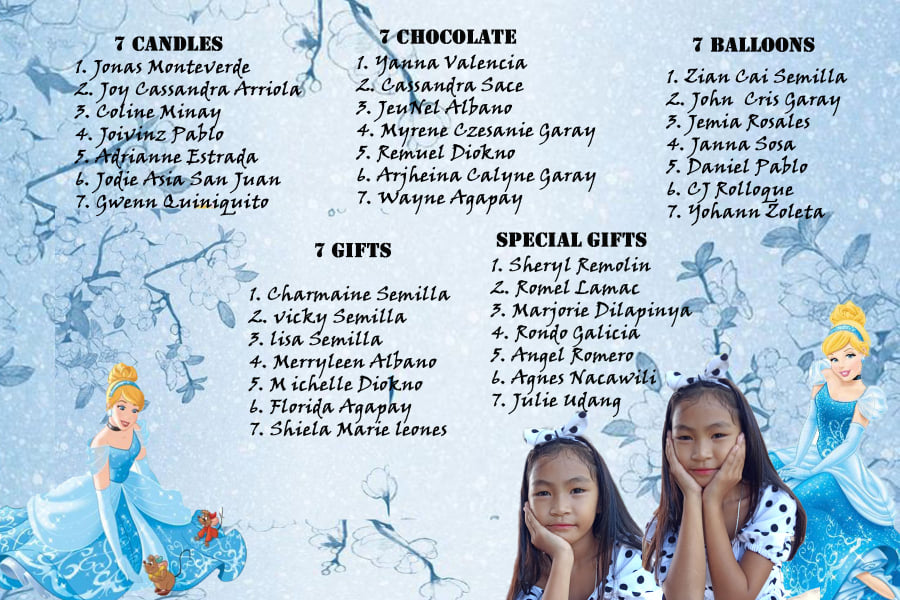 7 CANDLES
1. Jonas Monteverde
2. Joy Cassandra Arriola
3. Coline Minay
4. Joivinz Pablo
5. Adrianne Estrada
6. Jodie Asia San Juan
7. Gwenn Quiniquito
7 CHOCOLATE
1. Yanna Valencia
2. Cassandra Sace
3. JeuNel Albano
4. Myrene Czesanie Garay
5. Remuel Diokno
6. Arjheina Calyne Garay
7. Wayne Agapay
7 BALLOONS
1. Zian Cai Semilla
2. John Cris Garay
3. Jemia Rosales
4. Janna Sosa
5. Daniel Pablo
6. CJ Rolloque
7. Yohann Zoleta
7 GIFTS
1. Charmaine Semilla
2. vicky Semilla
3. lisa Semilla
4. Merryleen Albano
5. Michelle Diokno
6. Florida Agapay
7. Shiela Marie leones
SPECIAL GIFTS
1. Sheryl Remolin
2. Romel Lamac
3. Marjorie Dilapinya
4. Rondo Galicia
5. Angel Romero
6. Agnes Nacawili
7. Julie Udang